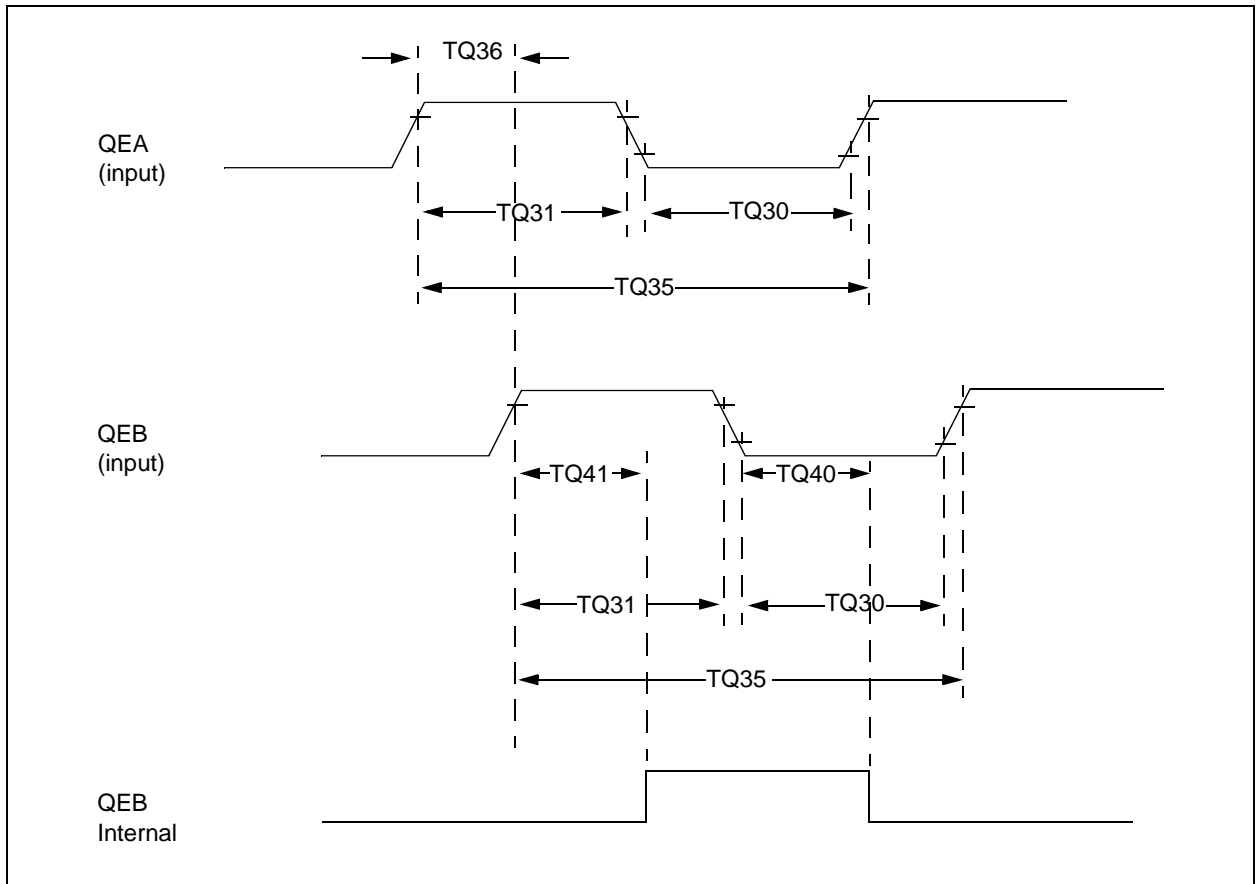 TQ36
QEA
(input)
TQ31
TQ30
TQ35
QEB
(input)
TQ41
TQ40
TQ31
TQ30
TQ35
QEB
Internal